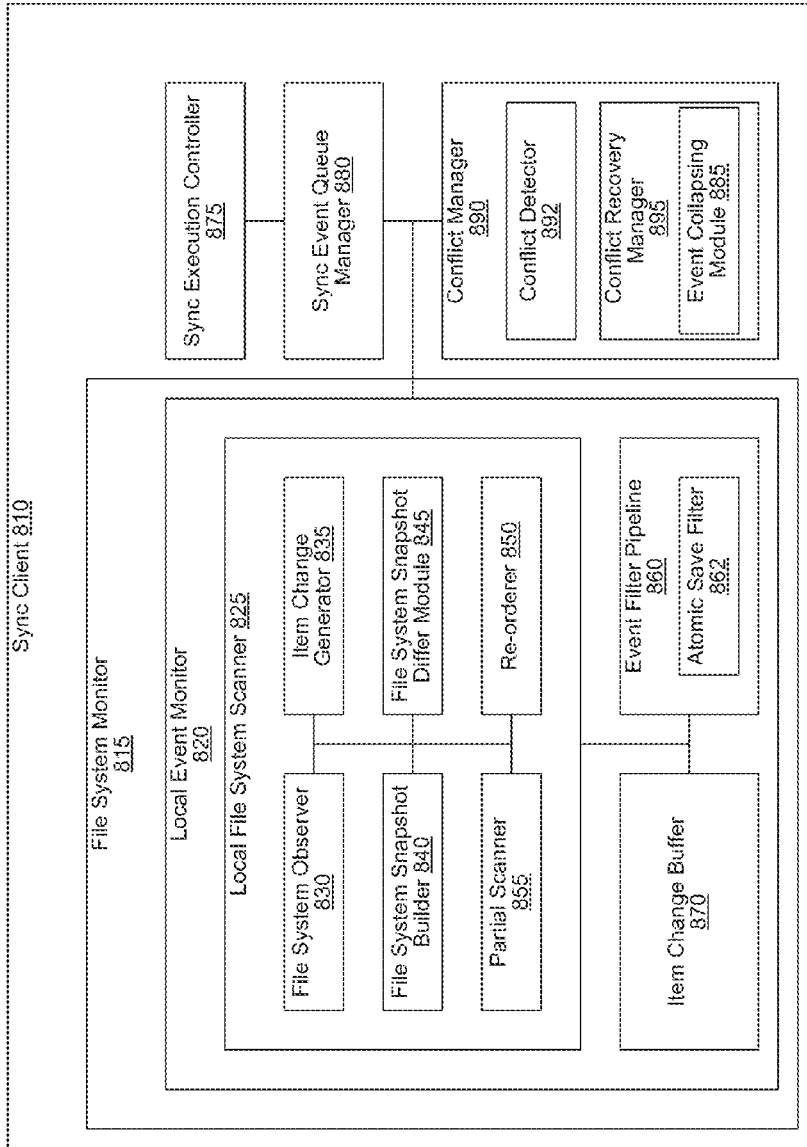 Sync Client 810
File System Monitor
815
Local Event Monitor
820
Local File System Scanner 825
File System Observer
830
Item Change
Generator 835
File System Snapshot
Builder 840
File System Snapshot
Differ Module 845
Partial Scanner
855
Re-orderer 850
Item Change Buffer
870
Event Filter Pipeline
860
Atomic Save Filter
862
Sync Execution Controller
875
Sync Event Queue
Manager 880
Conflict Manager
890
Conflict Detector
892
Conflict Recovery
Manager
895
Event Collapsing
Module 885